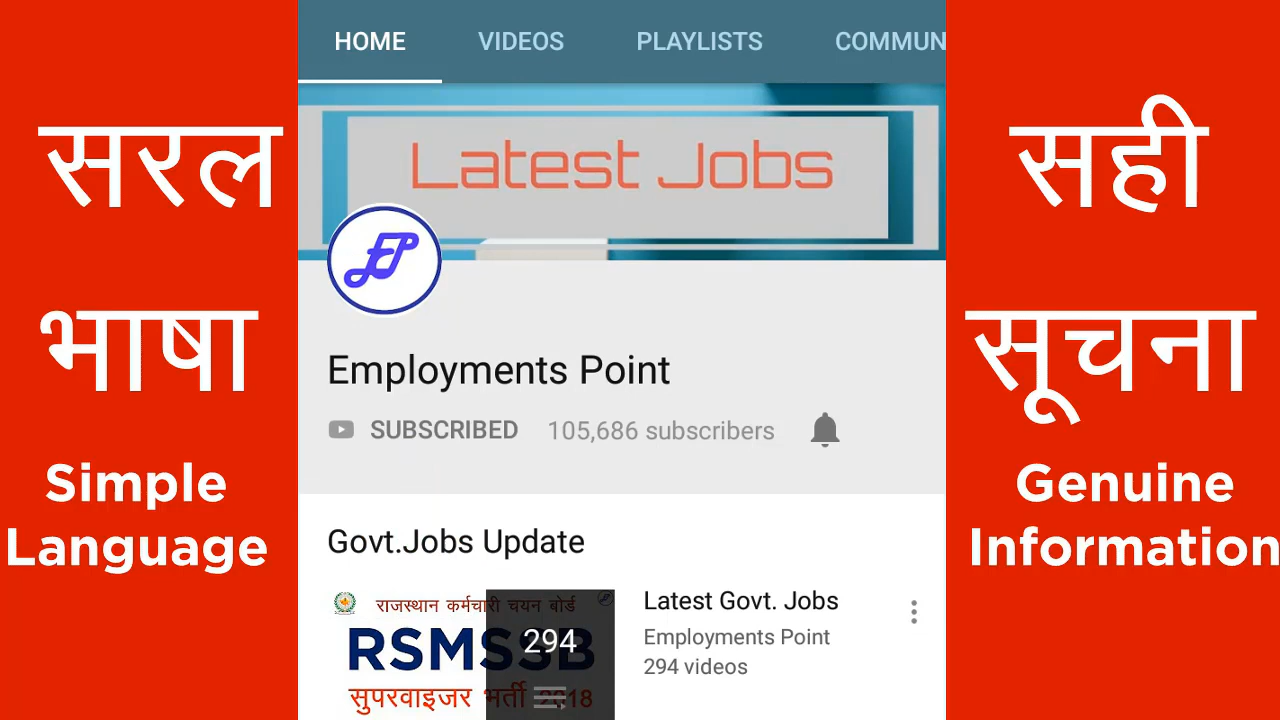 सरल
भाषा
Simple
Language
HOME VIDEOS PLAYLISTS COMMUN
Latest Jobs
EP
Employments Point
SUBSCRIBED 105,686 subscribers
Govt.Jobs Update
राजस्थान कर्मचारी चयन बोर्ड
RSMSSB
सुपरवाइजर भर्ती 2018
294
Latest Govt. Jobs
Employments Point
294 videos
सही
सूचना
Genuine
Information